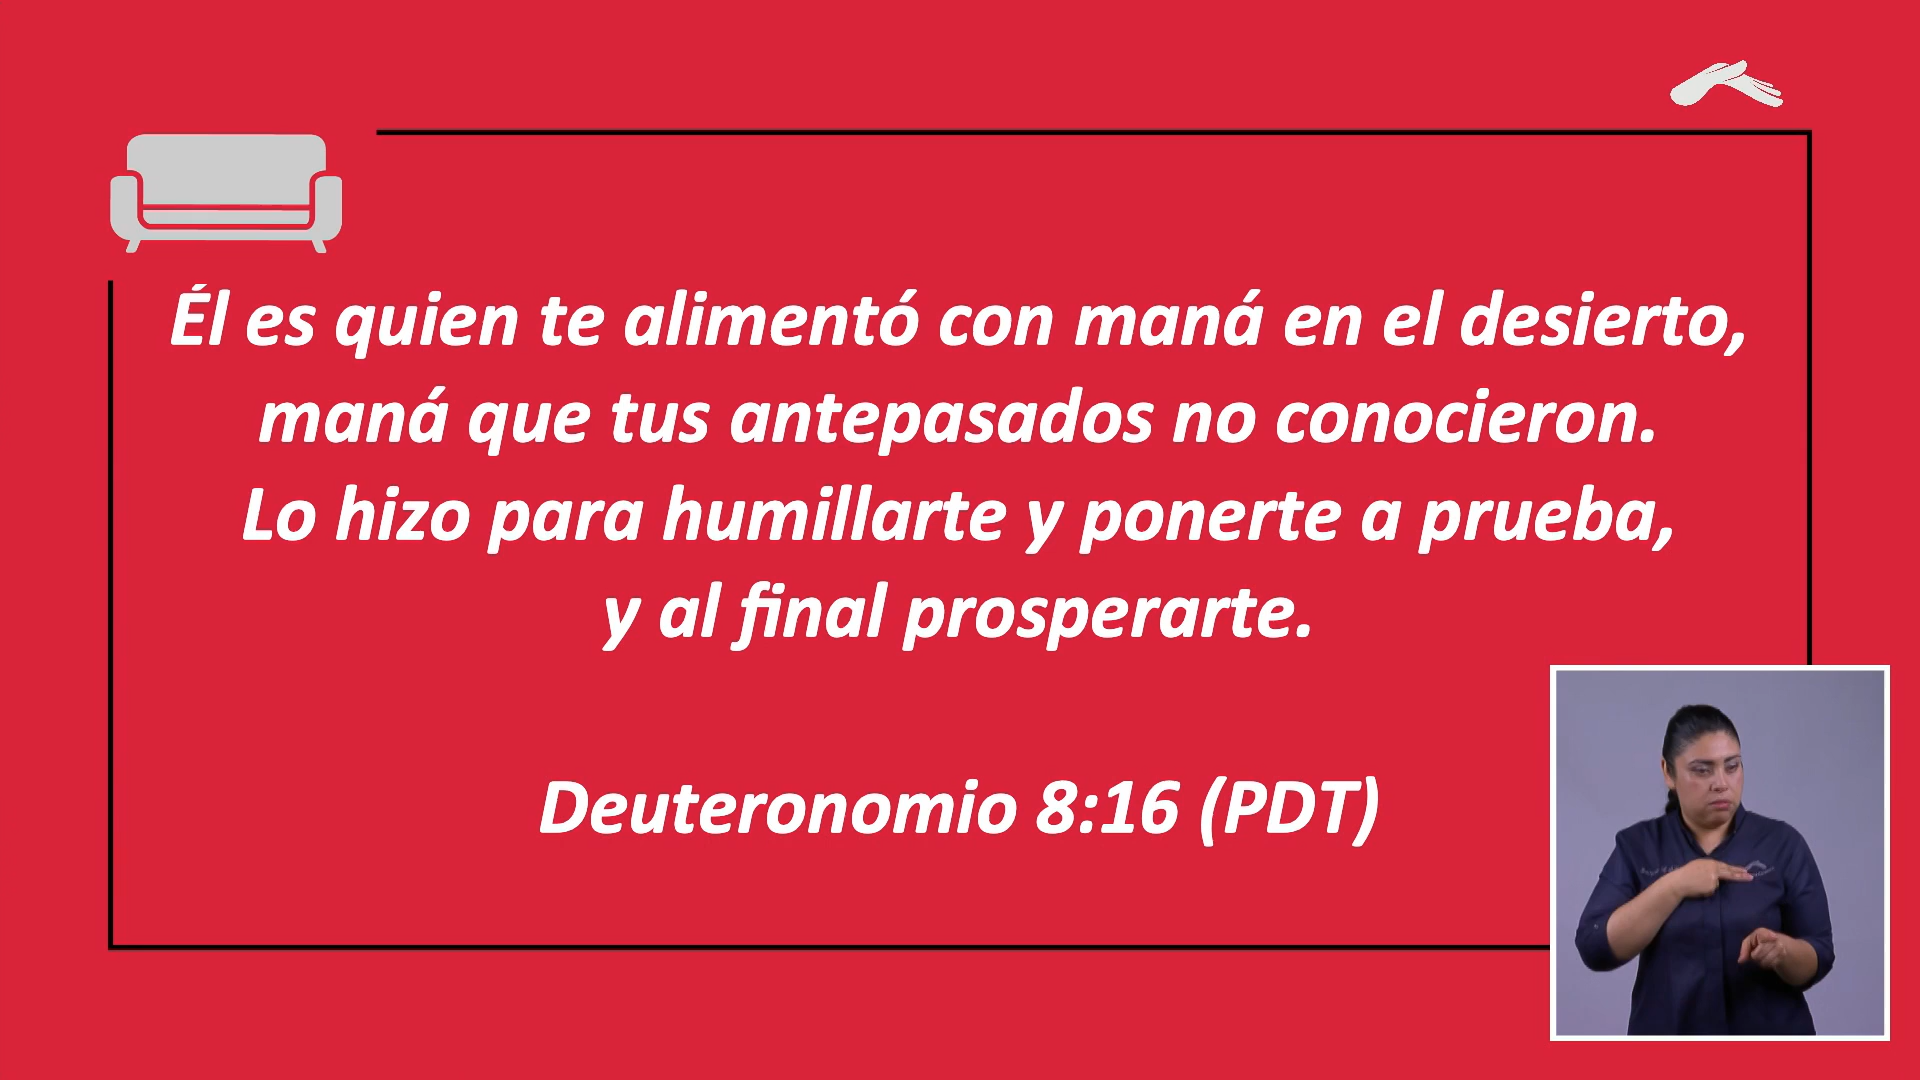 Él es quien te alimentó con maná en el desierto,
maná que tus antepasados no conocieron.
Lo hizo para humillarte y ponerte a prueba,
y al final prosperarte.
Deuteronomio 8:16 (PDT)